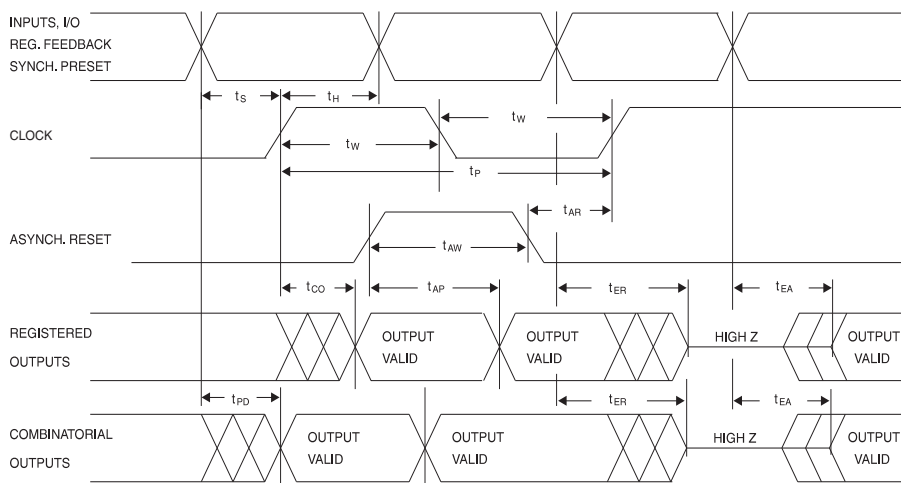 INPUTS, I/O
REG. FEEDBACK
SYNCH. PRESET
tS
tH
CLOCK
tW
tW
tP
tAR
ASYNCH. RESET
tAW
tCO
tAP
tER
tEA
REGISTERED
OUTPUTS
OUTPUT
VALID
OUTPUT
VALID
HIGH Z
OUTPUT
VALID
tPD
tER
tEA
COMBINATORIAL
OUTPUTS
OUTPUT
VALID
OUTPUT
VALID
HIGH Z
OUTPUT
VALID